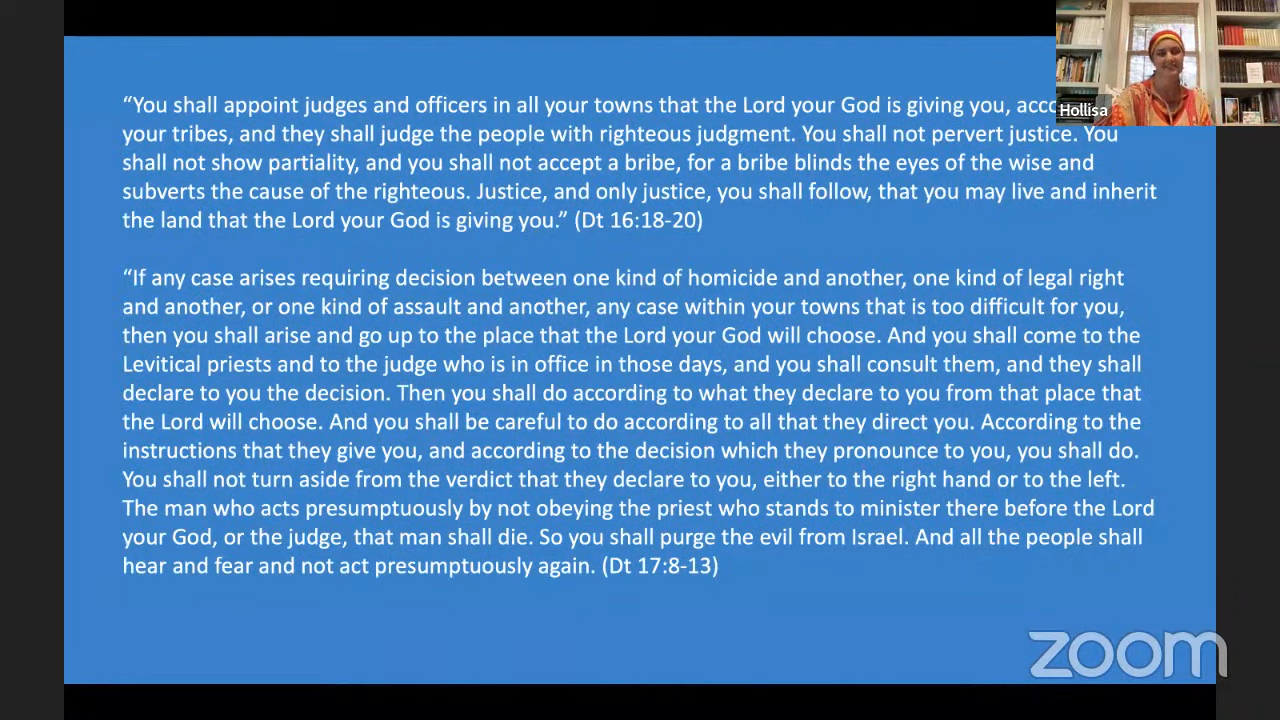 “You shall appoint judges and officers in all your towns that the Lord your God is giving you,
your tribes, and they shall judge the people with righteous judgment. You shall not pervert justice. You
shall not show partiality, and you shall not accept a bribe, for a bribe blinds the eyes of the wise and
subverts the cause of the righteous. Justice, and only justice, you shall follow, that you may live and inherit
the land that the Lord your God is giving you.” (Dt 16:18-20)
“If any case arises requiring decision between one kind of homicide and another, one kind of legal right
and another, or one kind of assault and another, any case within your towns that is too difficult for you,
then you shall arise and go up to the place that the Lord your God will choose. And you shall come to the
Levitical priests and to the judge who is in office in those days, and you shall consult them, and they shall
declare to you the decision. Then you shall do according to what they declare to you from that place that
the Lord will choose. And you shall be careful to do according to all that they direct you. According to the
instructions that they give you, and according to the decision which they pronounce to you, you shall do.
You shall not turn aside from the verdict that they declare to you, either to the right hand or to the left.
The man who acts presumptuously by not obeying the priest who stands to minister there before the Lord
your God, or the judge, that man shall die. So you shall purge the evil from Israel. And all the people shall
hear and fear and not act presumptuously again. (Dt 17:8-13)
Hollisa
zoom